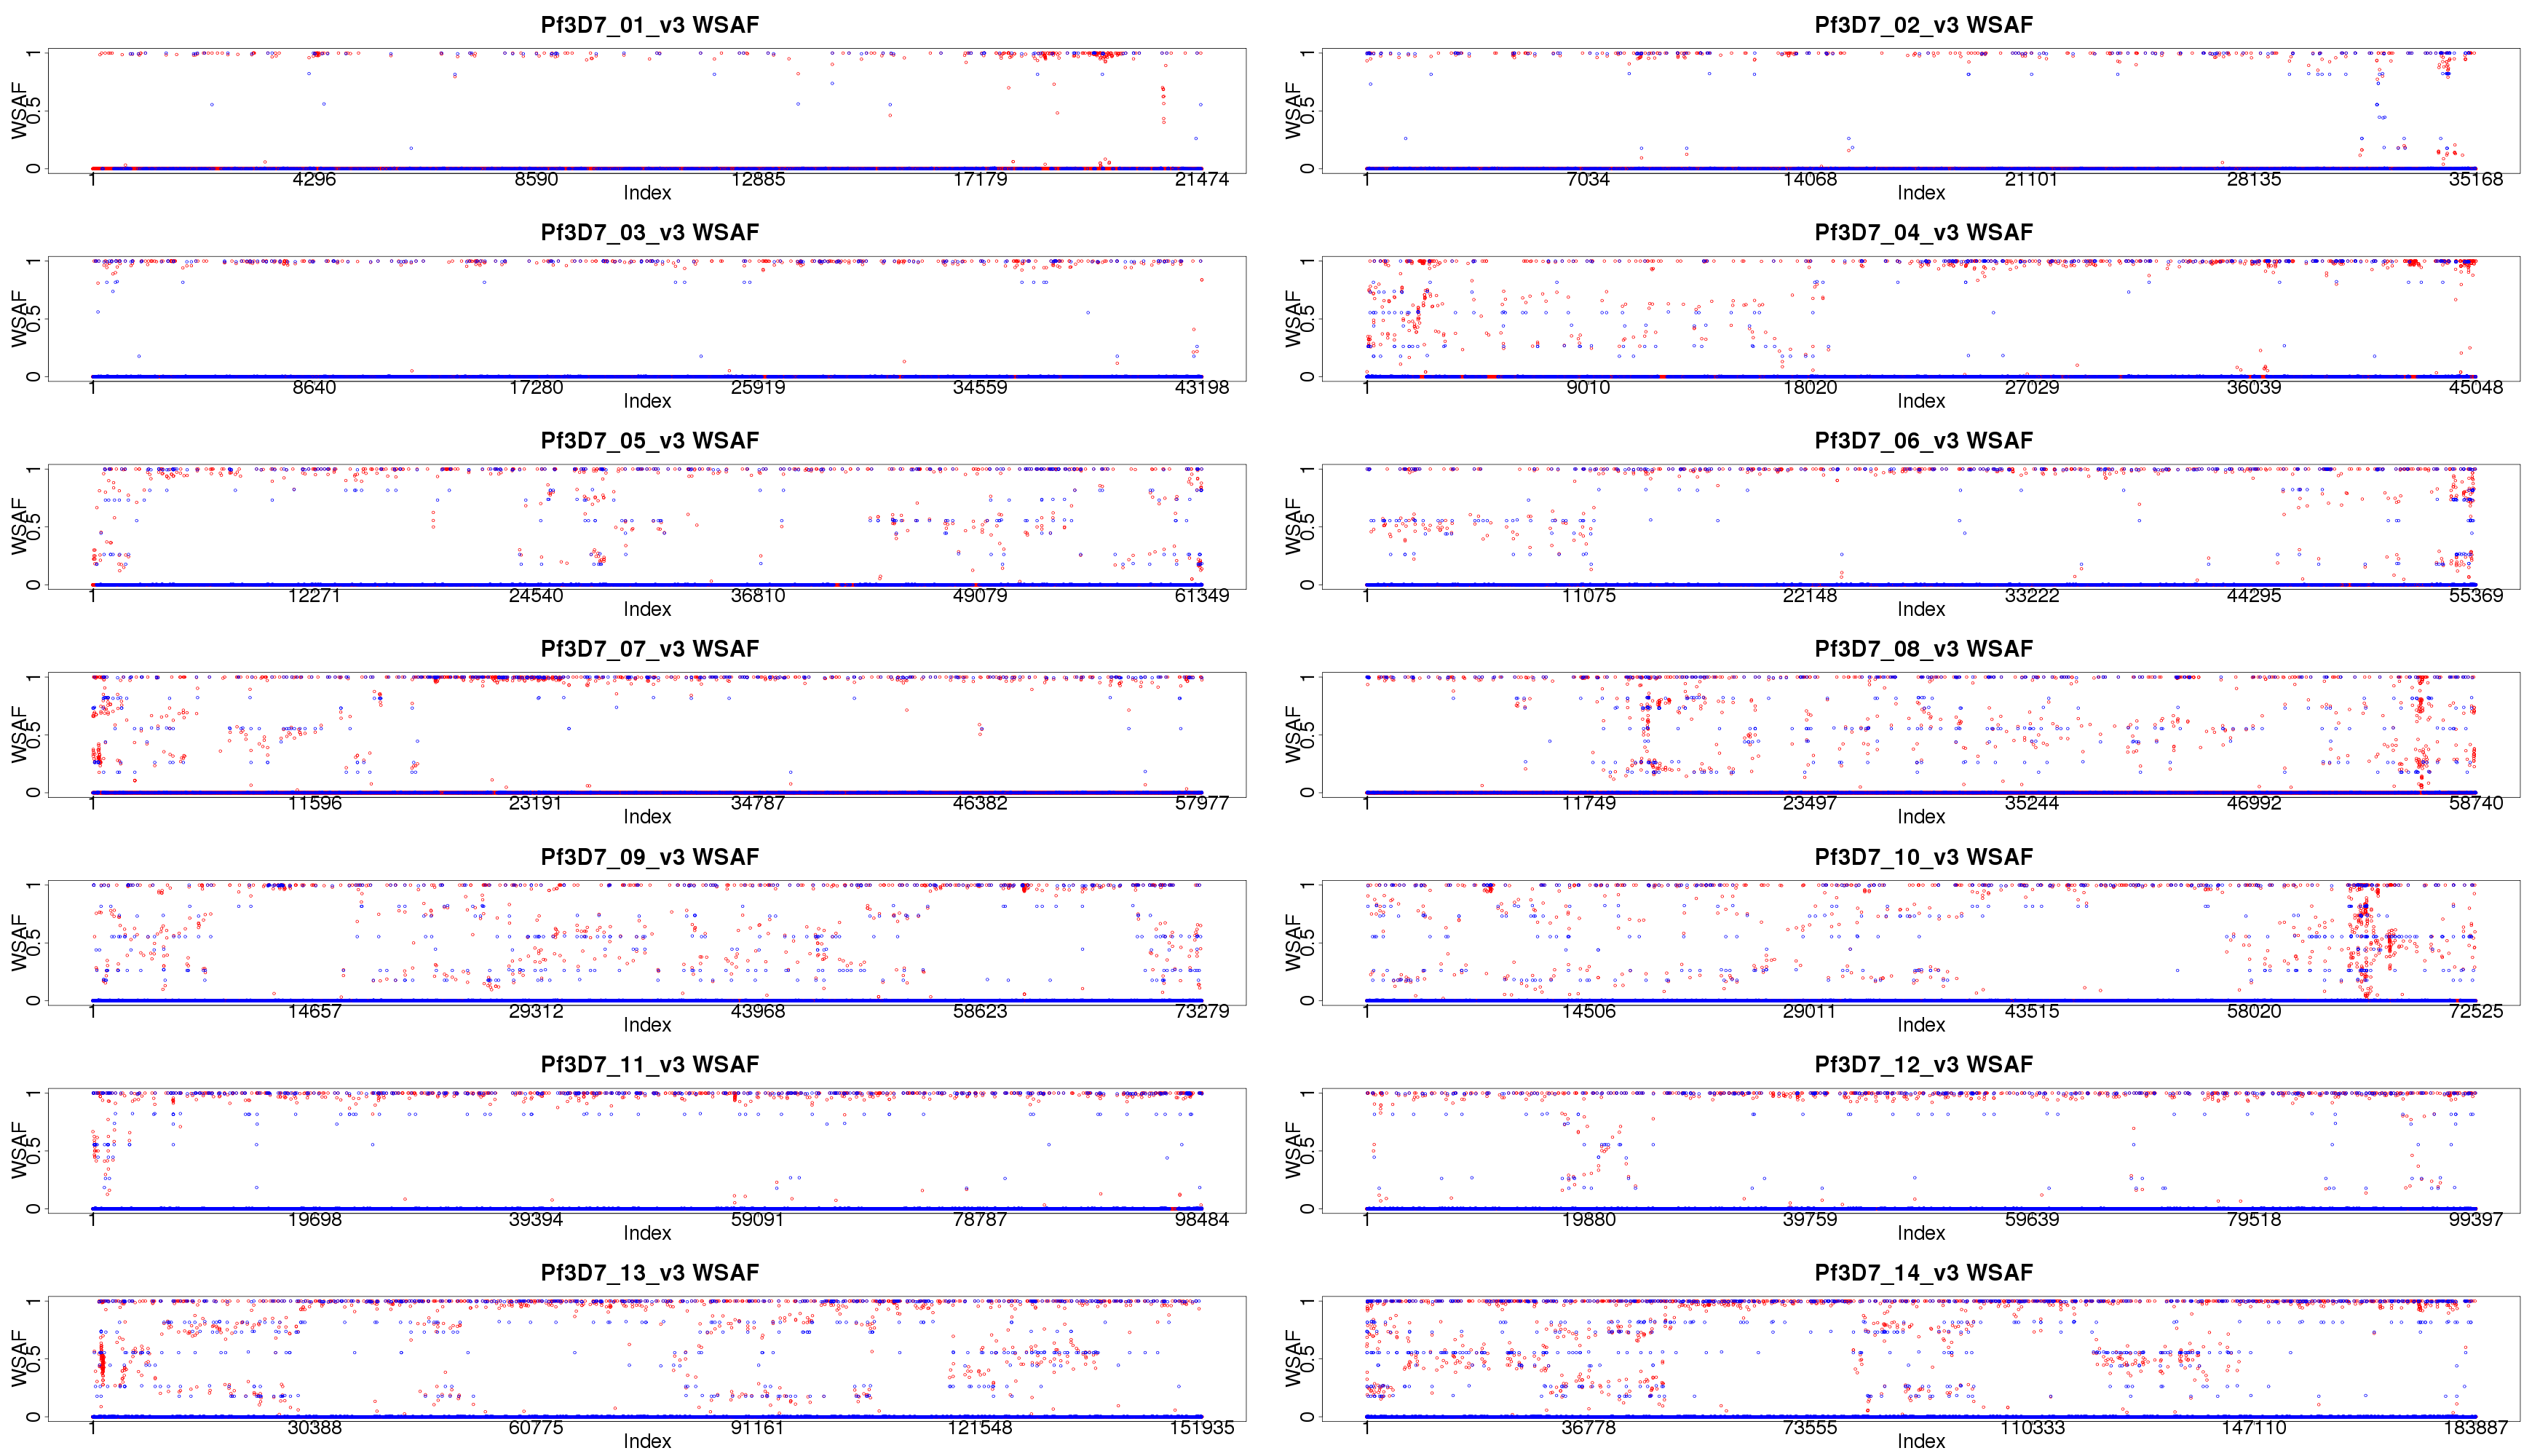 Pf3D7_01_v3 WSAF
WSAF
0 0.5 1
1 4296 8590 12885 17179 21474
Index
Pf3D7_02_v3 WSAF
WSAF
0 0.5 1
1 7034 14068 21101 28135 35168
Index
Pf3D7_03_v3 WSAF
WSAF
0 0.5 1
1 8640 17280 25919 34559 43198
Index
Pf3D7_04_v3 WSAF
WSAF
0 0.5 1
1 9010 18020 27029 36039 45048
Index
Pf3D7_05_v3 WSAF
WSAF
0 0.5 1
1 12271 24540 36810 49079 61349
Index
Pf3D7_06_v3 WSAF
WSAF
0 0.5 1
1 11075 22148 33222 44295 55369
Index
Pf3D7_07_v3 WSAF
WSAF
0 0.5 1
1 11596 23191 34787 46382 57977
Index
Pf3D7_08_v3 WSAF
WSAF
0 0.5 1
1 11749 23497 35244 46992 58740
Index
Pf3D7_09_v3 WSAF
WSAF
0 0.5 1
1 14657 29312 43968 58623 73279
Index
Pf3D7_10_v3 WSAF
WSAF
0 0.5 1
1 14506 29011 43515 58020 72525
Index
Pf3D7_11_v3 WSAF
WSAF
0 0.5 1
1 19698 39394 59091 78787 98484
Index
Pf3D7_12_v3 WSAF
WSAF
0 0.5 1
1 19880 39759 59639 79518 99397
Index
Pf3D7_13_v3 WSAF
WSAF
0 0.5 1
1 30388 60775 91161 121548 151935
Index
Pf3D7_14_v3 WSAF
WSAF
0 0.5 1
1 36778 73555 110333 147110 183887
Index